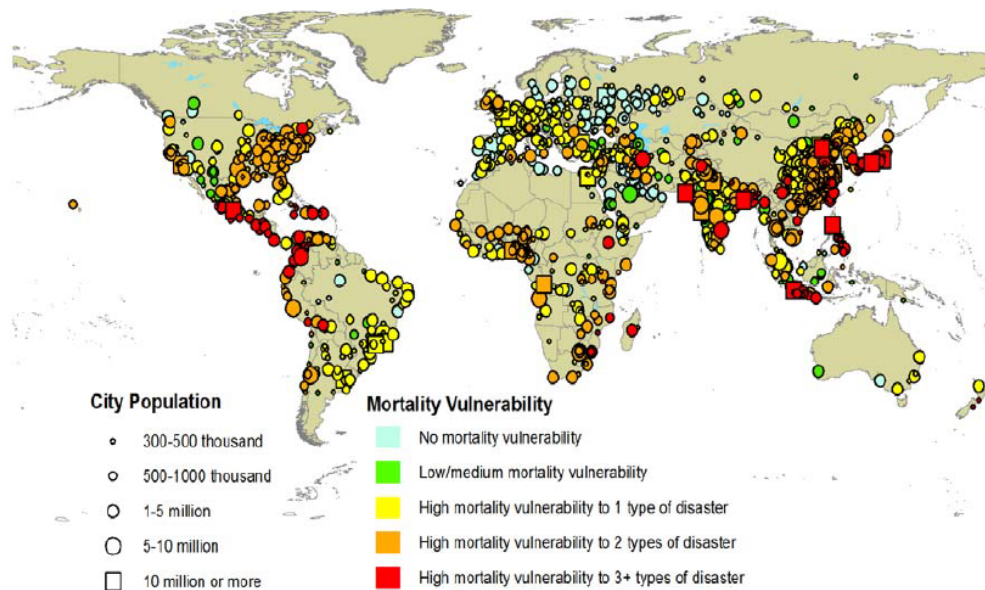 City Population
300-500 thousand
500-1000 thousand
1-5 million
5-10 million
10 million or more
Mortality Vulnerability
No mortality vulnerability
Low/medium mortality vulnerability
High mortality vulnerability to 1 type of disaster
High mortality vulnerability to 2 types of disaster
High mortality vulnerability to 3+ types of disaster